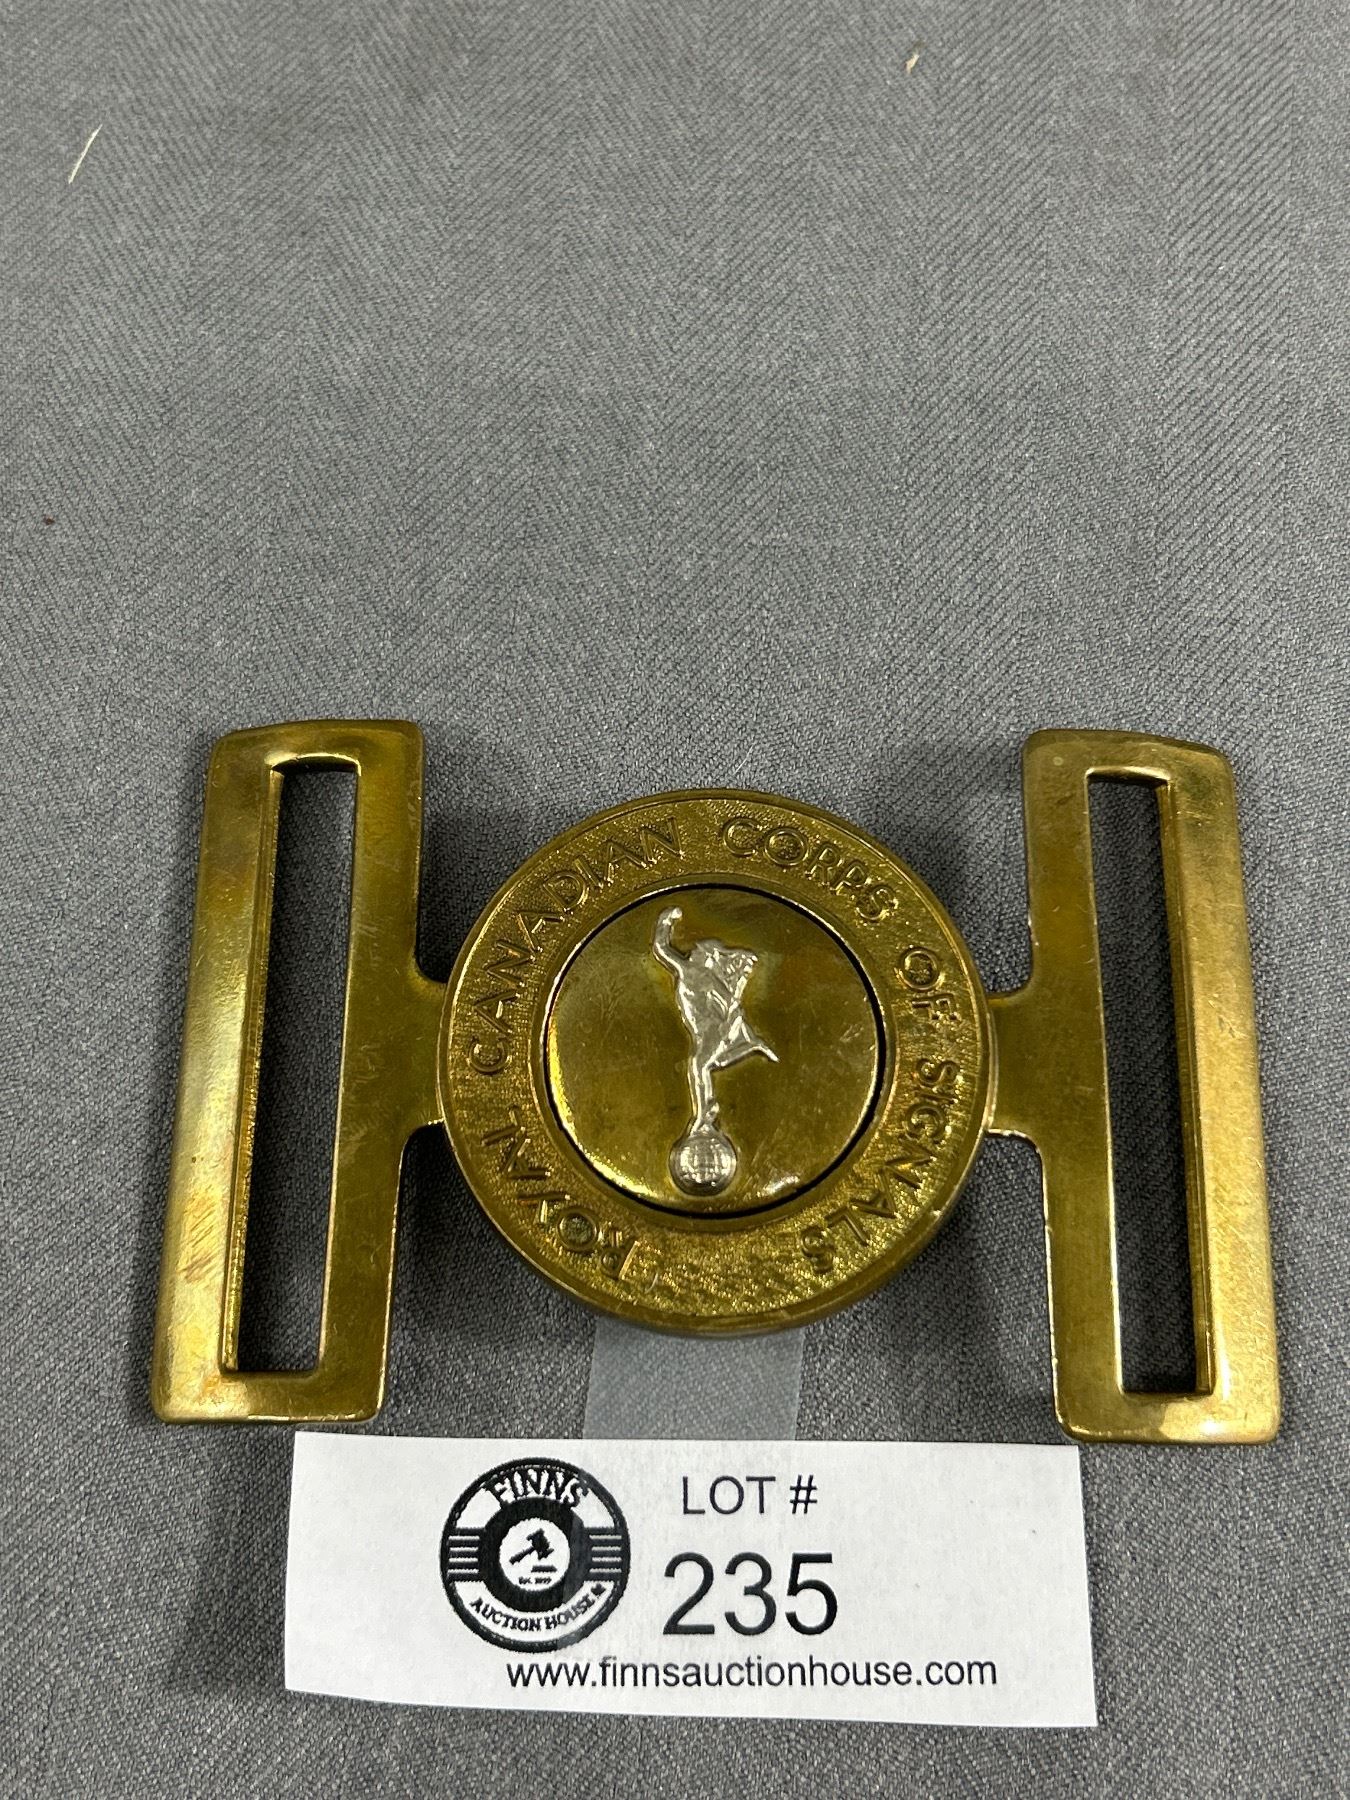 ROYAL CANADIAN CORPS OF SIGNALS
FINNS
AUCTION HOUSE
LOT #
235
www.finnsauctionhouse.com